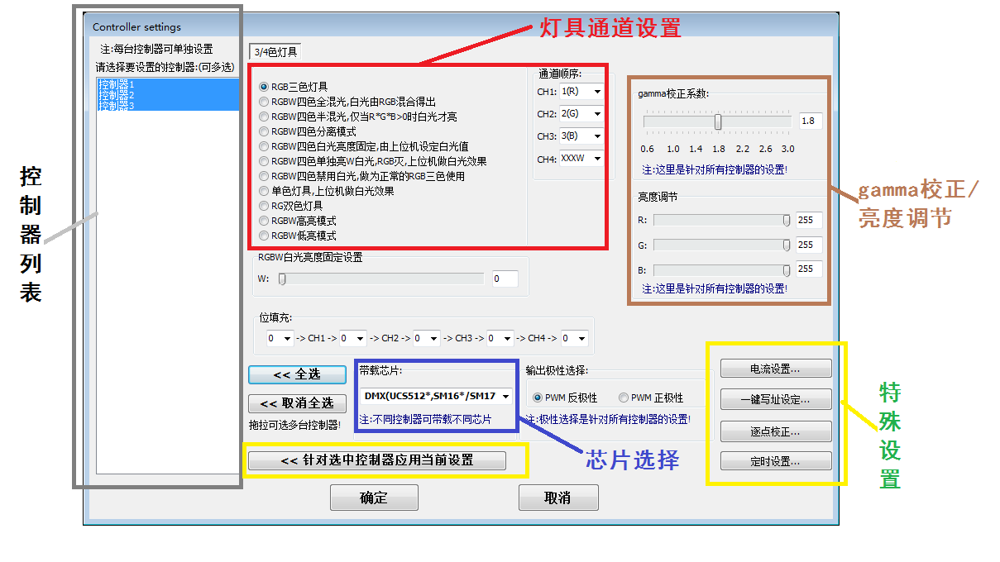 灯具通道设置
Controller settings
注:每台控制器可单独设置
请选择要设置的控制器:(可多选)
控制器1
控制器2
控制器3
控制器列表
3/4色灯具
RGB三色灯具
RGBW四色全混光,白光由RGB混合得出
RGBW四色半混光,仅当R*G*B>0时白光才亮
RGBW四色分离模式
RGBW四色白光亮度固定,由上位机设定白光值
RGBW四色单独亮W白光,RGB灭,上位机做白光效果
RGBW四色禁用白光,做为正常的RGB三色使用
单色灯具,上位机做白光效果
RG双色灯具
RGBW高亮模式
RGBW低亮模式
通道顺序:
CH1: 1(R)
CH2: 2(G)
CH3: 3(B)
CH4: XXXW
gamma校正系数:
1.8
0.6 1.0 1.4 1.8 2.2 2.6 3.0
注:这里是针对所有控制器的设置!
亮度调节
R: 255
G: 255
B: 255
注:这里是针对所有控制器的设置!
gamma校正/
亮度调节
RGBW白光亮度固定设置
W: 0
位填充:
0 -> CH1 -> 0 -> CH2 -> 0 -> CH3 -> 0 -> CH4 -> 0
<< 全选
<< 取消全选
拖拉可选多台控制器!
带载芯片:
DMX(UCS512*,SM16*/SM17
注:不同控制器可带载不同芯片
输出极性选择:
PWM 反极性 PWM 正极性
注:极性选择是针对所有控制器的设置!
电流设置...
一键写址设定...
逐点校正...
定时设置...
特殊设置
<< 针对选中控制器应用当前设置
芯片选择
确定
取消